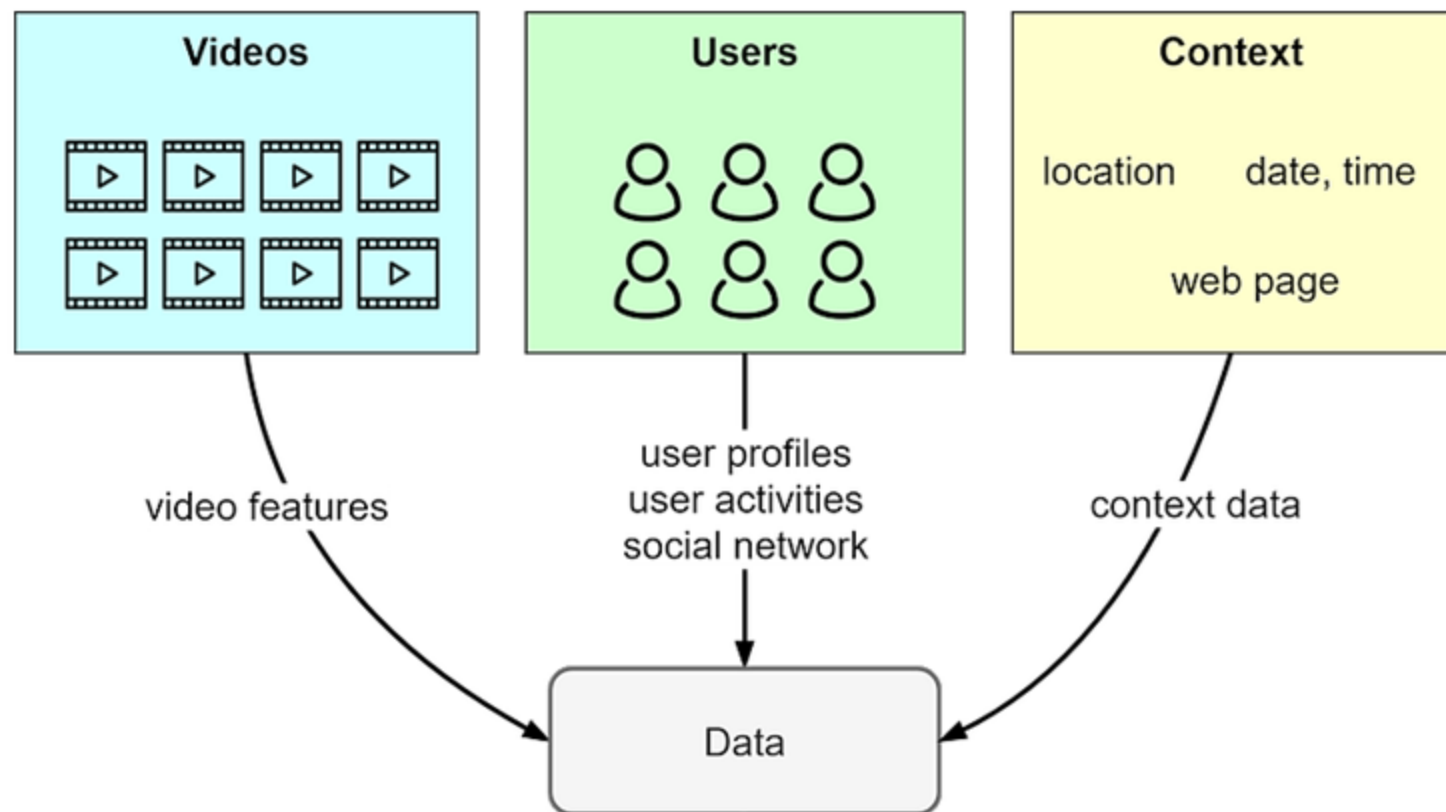 Videos
Users
Context
location
date, time
web page
video features
user profiles
user activities
social network
context data
Data